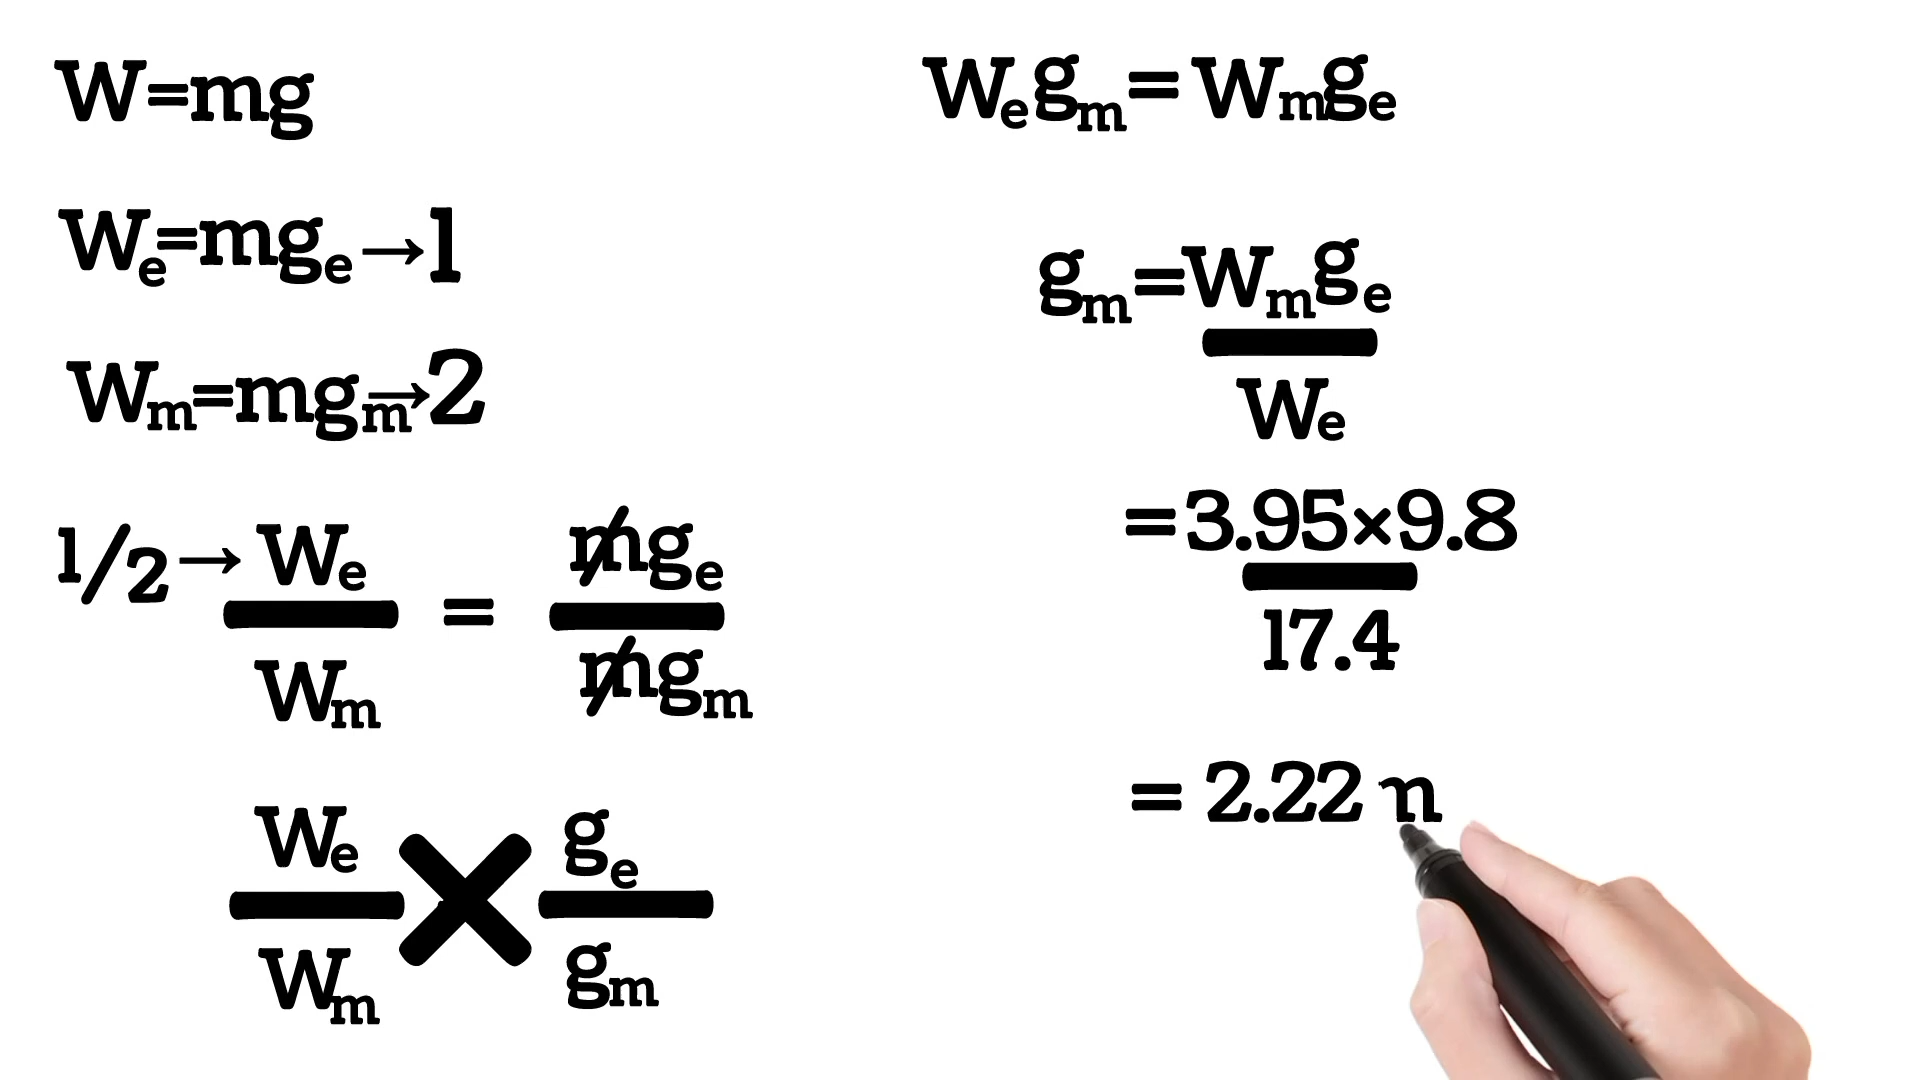 W=mg
We=mge→1
Wm=mgm→2
1/2→We/Wm = mge/mgm
We/Wm × ge/gm
Wegm=Wmge
gm=Wmge/We
=3.95×9.8/17.4
= 2.22 n